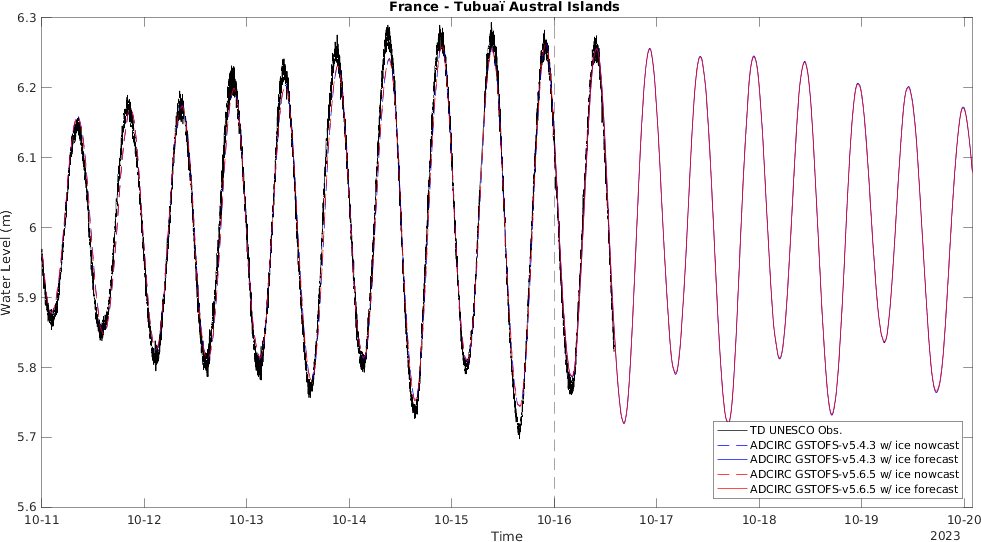 France - Tubuaï Austral Islands
6.3
6.2
6.1
6
5.9
5.8
5.7
5.6
Water Level (m)
TD UNESCO Obs.
ADCIRC GSTOFS-v5.4.3 w/ ice nowcast
ADCIRC GSTOFS-v5.4.3 w/ ice forecast
ADCIRC GSTOFS-v5.6.5 w/ ice nowcast
ADCIRC GSTOFS-v5.6.5 w/ ice forecast
10-11 10-12 10-13 10-14 10-15 10-16 10-17 10-18 10-19 10-20
Time
2023